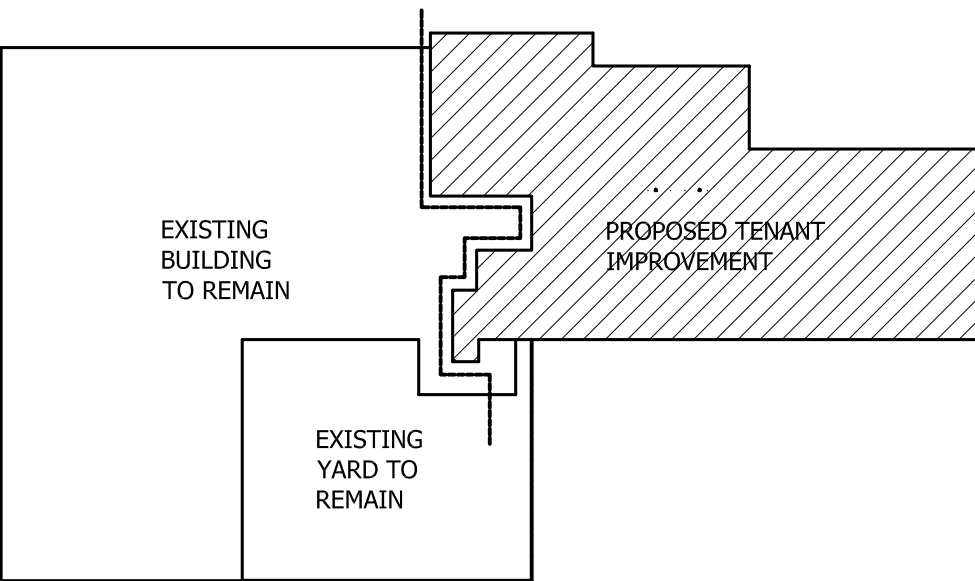 EXISTING
BUILDING
TO REMAIN
PROPOSED TENANT
IMPROVEMENT
EXISTING
YARD TO
REMAIN